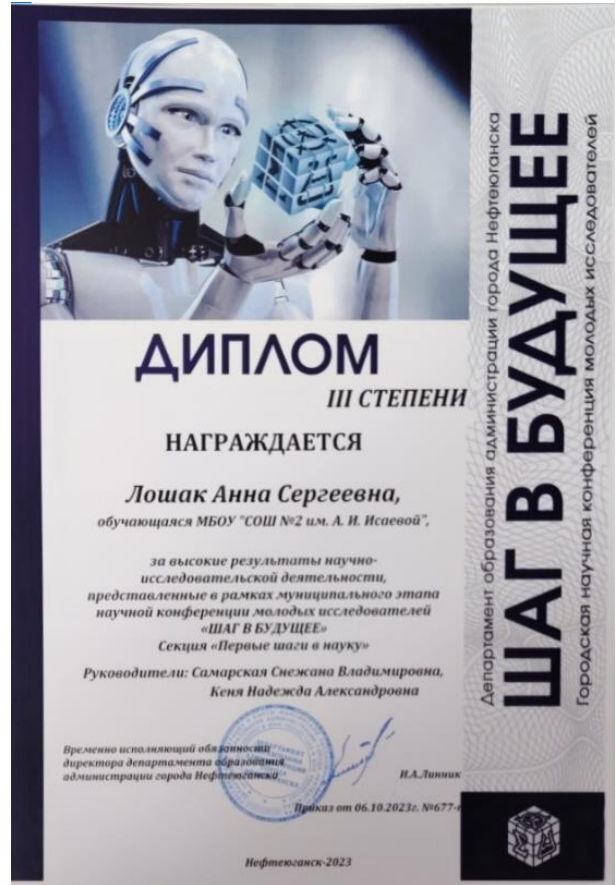 ДИПЛОМ
III СТЕПЕНИ
НАГРАЖДАЕТСЯ
Лошак Анна Сергеевна,
обучающаяся МБОУ "СОШ №2 им. А. И. Исаевой",
за высокие результаты научно-
исследовательской деятельности,
представленные в рамках муниципального этапа
научной конференции молодых исследователей
«ШАГ В БУДУЩЕЕ»
Секция «Первые шаги в науку»
Руководители: Самарская Снежана Владимировна,
Кеня Надежда Александровна
Временно исполняющий обязанности
директора департамента образования
администрации города Нефтеюганска
И.А.Линник
Приказ от 06.10.2023г. №677-
Нефтеюганск-2023
Департамент образования администрации города Нефтеюганска
ШАГ В БУДУЩЕЕ
Городская научная конференция молодых исследователей